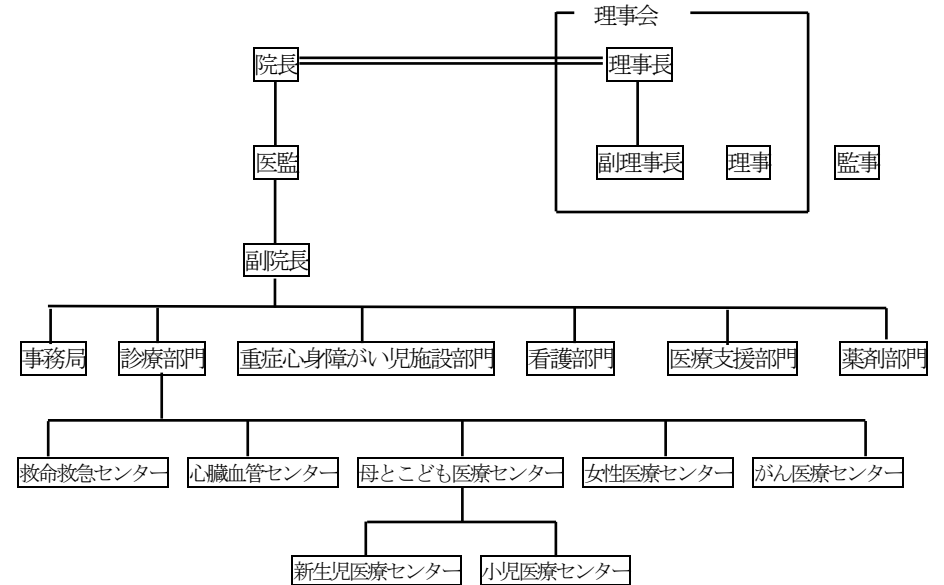 理事会
院長
理事長
医監
副理事長
理事
監事
副院長
事務局
診療部門
重症心身障がい児施設部門
看護部門
医療支援部門
薬剤部門
救命救急センター
心臓血管センター
母とこども医療センター
女性医療センター
がん医療センター
新生児医療センター
小児医療センター